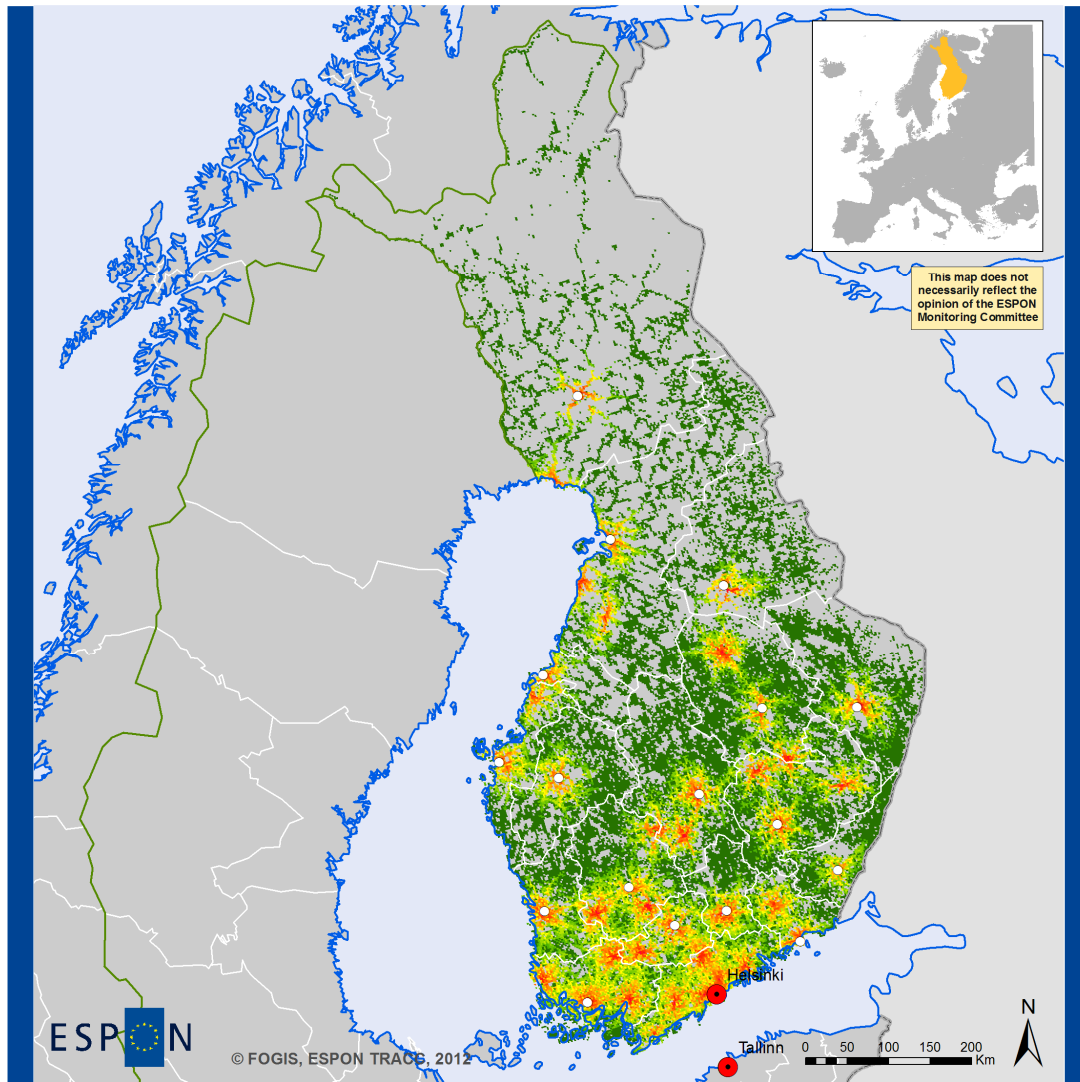 This map does not
necessarily reflect the
opinion of the ESPON
Monitoring Committee
Helsinki
N
ESPON
© FOGIS, ESPON TRACC, 2012
Tallinn
0 50 100 150 200
Km